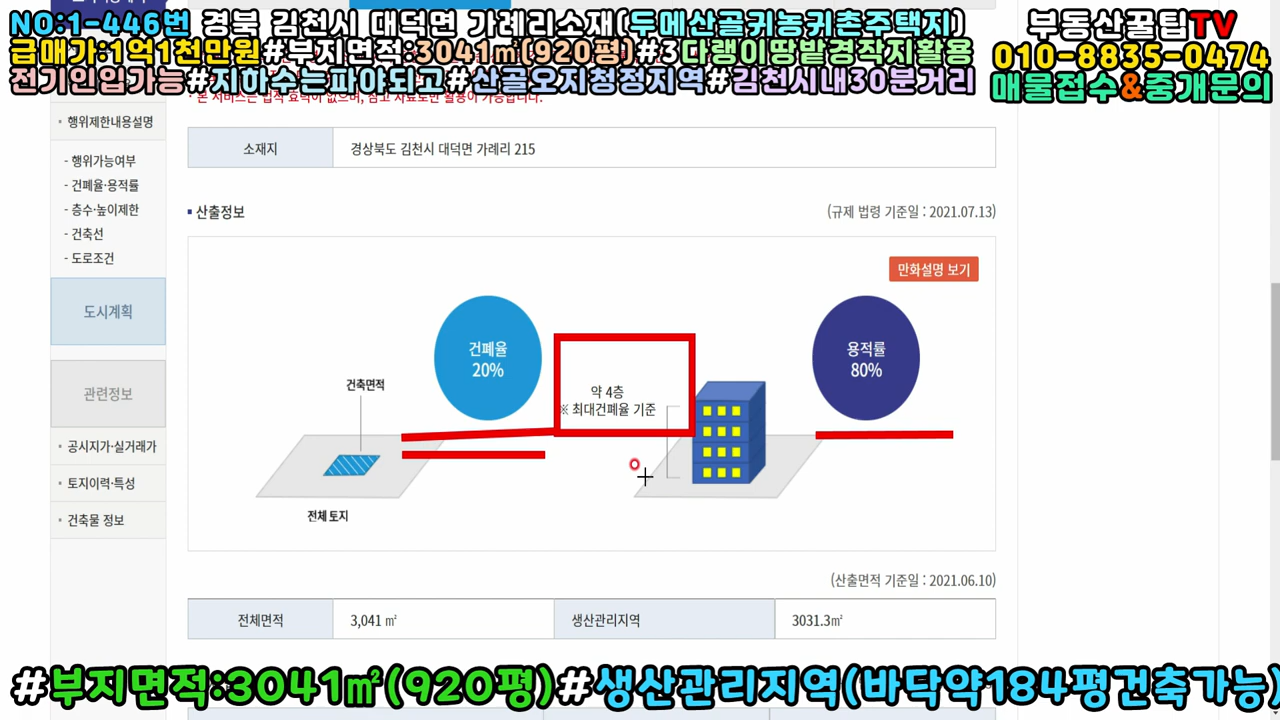 NO:1-446번 경북 김천시 대덕면 가례리소재(두메산골귀농귀촌주택지)
급매가:1억1천만원#부지면적:3041㎡(920평)#3다랭이땅밭경작지활용
전기인입가능#지하수는파야되고#산골오지청정지역#김천시내30분거리
부동산꿀팁TV
010-8835-0474
매물접수&중개문의
행위제한내용설명
- 행위가능여부
- 건폐율·용적률
- 층수·높이제한
- 건축선
- 도로조건
도시계획
관련정보
공시지가·실거래가
토지이력·특성
건축물 정보
소재지 경상북도 김천시 대덕면 가례리 215
산출정보 (규제 법령 기준일 : 2021.07.13)
만화설명 보기
건폐율
20%
용적률
80%
건축면적
약 4층
※ 최대건폐율 기준
전체 토지
(산출면적 기준일 : 2021.06.10)
전체면적 3,041 ㎡ 생산관리지역 3031.3㎡
#부지면적:3041㎡(920평)#생산관리지역(바닥약184평건축가능)